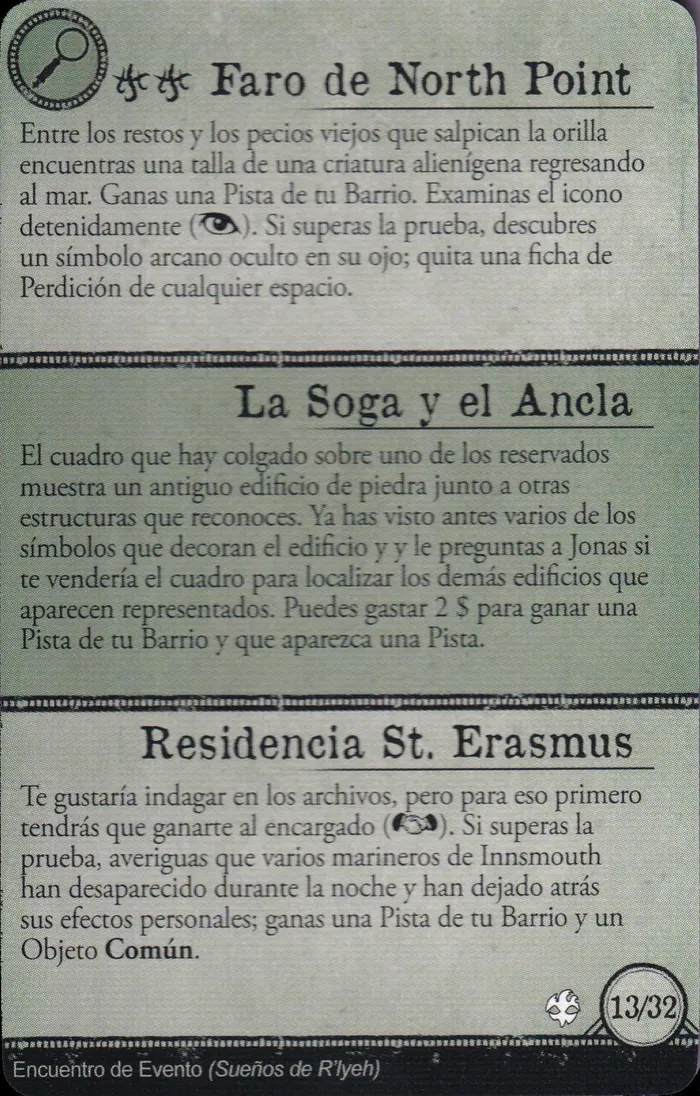 Faro de North Point
Entre los restos y los pecios viejos que salpican la orilla
encuentras una talla de una criatura alienígena regresando
al mar. Ganas una Pista de tu Barrio. Examinas el icono
detenidamente ( ). Si superas la prueba, descubres
un símbolo arcano oculto en su ojo; quita una ficha de
Perdición de cualquier espacio.
La Soga y el Ancla
El cuadro que hay colgado sobre uno de los reservados
muestra un antiguo edificio de piedra junto a otras
estructuras que reconoces. Ya has visto antes varios de los
símbolos que decoran el edificio y y le preguntas a Jonas si
te vendería el cuadro para localizar los demás edificios que
aparecen representados. Puedes gastar 2 $ para ganar una
Pista de tu Barrio y que aparezca una Pista.
Residencia St. Erasmus
Te gustaría indagar en los archivos, pero para eso primero
tendrás que ganarte al encargado ( ). Si superas la
prueba, averiguas que varios marineros de Innsmouth
han desaparecido durante la noche y han dejado atrás
sus efectos personales; ganas una Pista de tu Barrio y un
Objeto Común.
13/32
Encuentro de Evento (Sueños de R'lyeh)